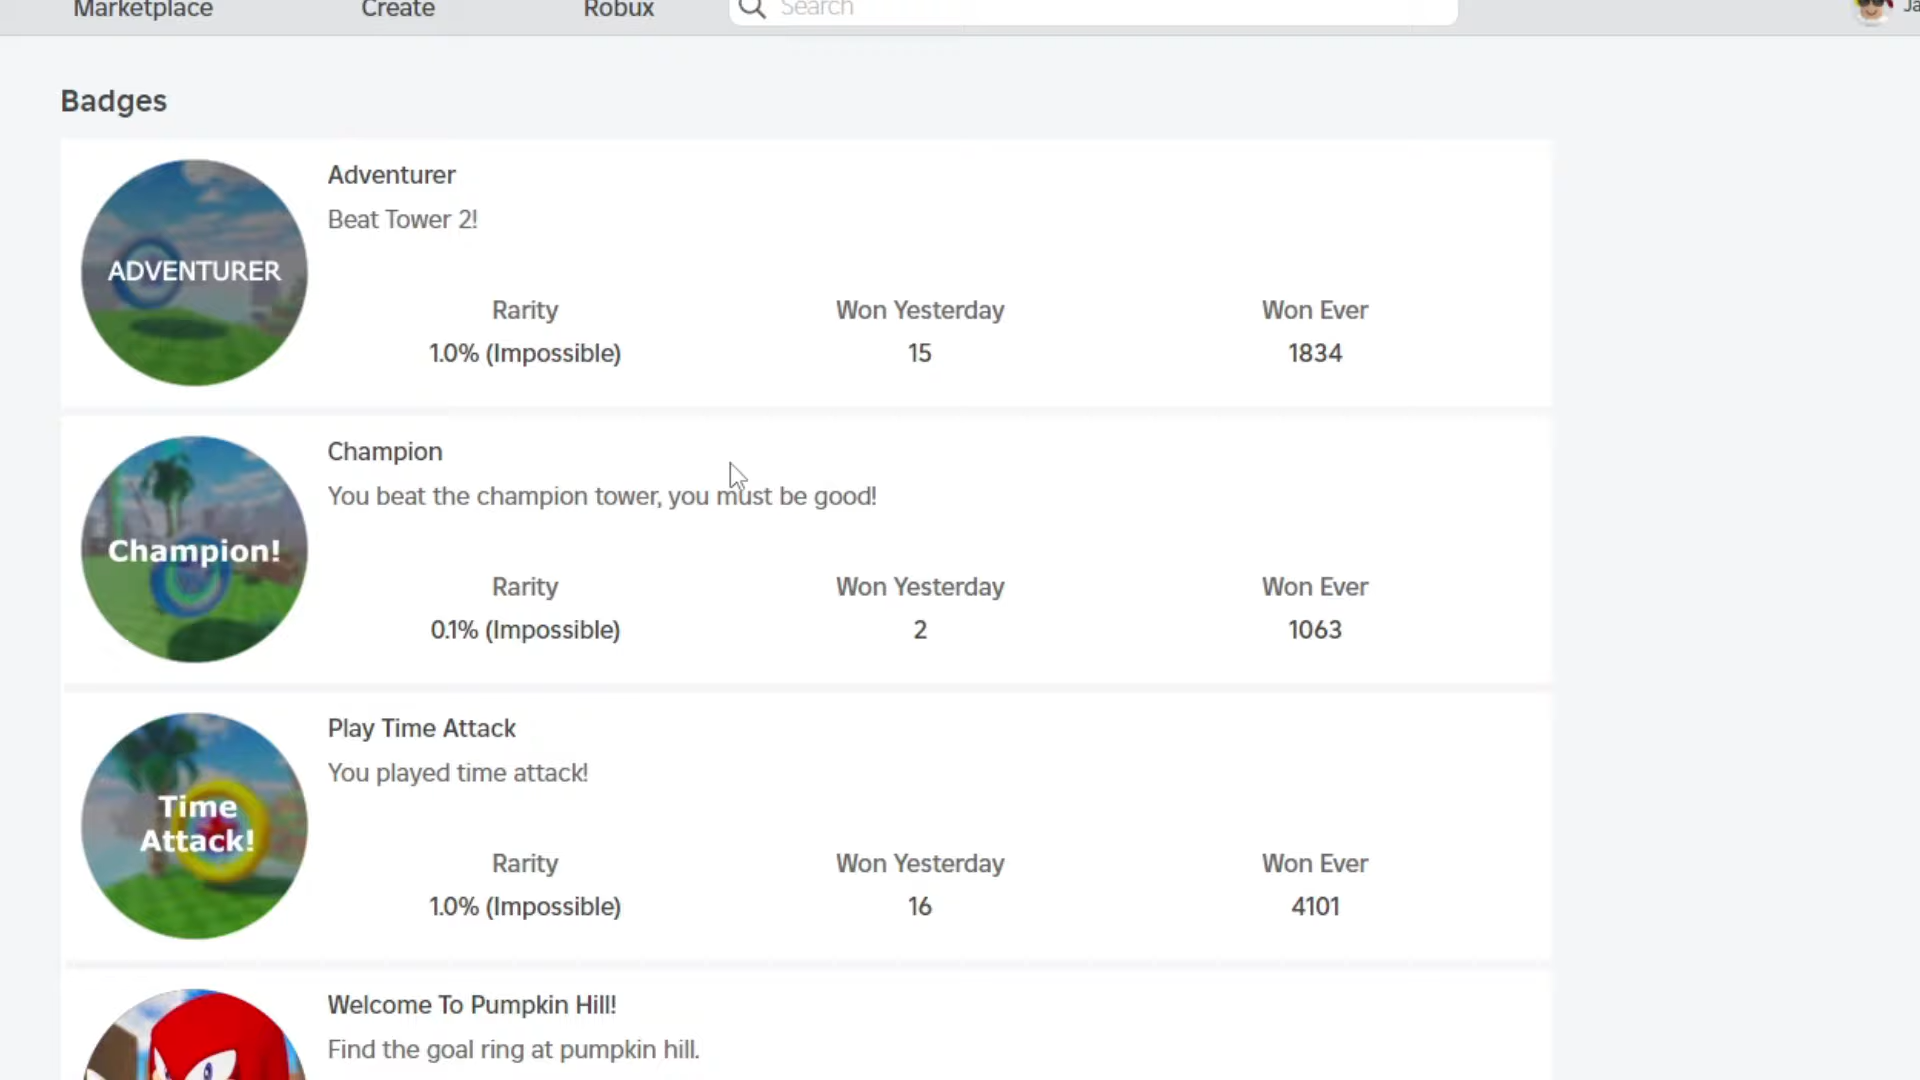 Marketplace Create Robux Search Ja
Badges
ADVENTURER
Adventurer
Beat Tower 2!
Rarity Won Yesterday Won Ever
1.0% (Impossible) 15 1834
Champion!
Champion
You beat the champion tower, you must be good!
Rarity Won Yesterday Won Ever
0.1% (Impossible) 2 1063
Time
Attack!
Play Time Attack
You played time attack!
Rarity Won Yesterday Won Ever
1.0% (Impossible) 16 4101
Welcome To Pumpkin Hill!
Find the goal ring at pumpkin hill.